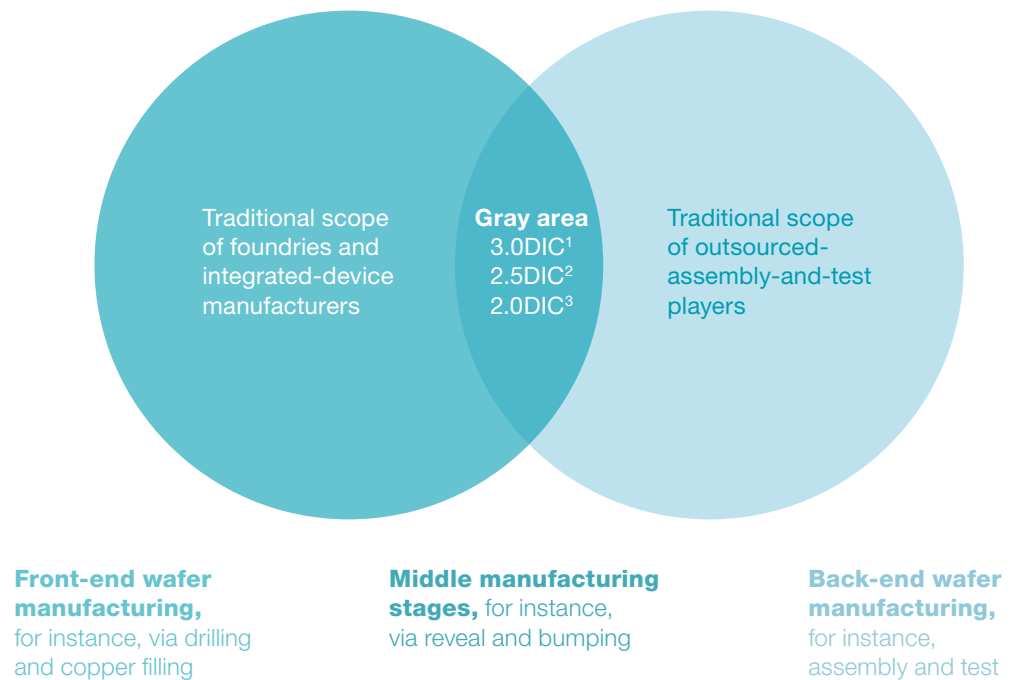 Traditional scope
of foundries and
integrated-device
manufacturers
Gray area
3.0DIC¹
2.5DIC²
2.0DIC³
Traditional scope
of outsourced-
assembly-and-test
players
Front-end wafer
manufacturing,
for instance, via drilling
and copper filling
Middle manufacturing
stages, for instance,
via reveal and bumping
Back-end wafer
manufacturing,
for instance,
assembly and test